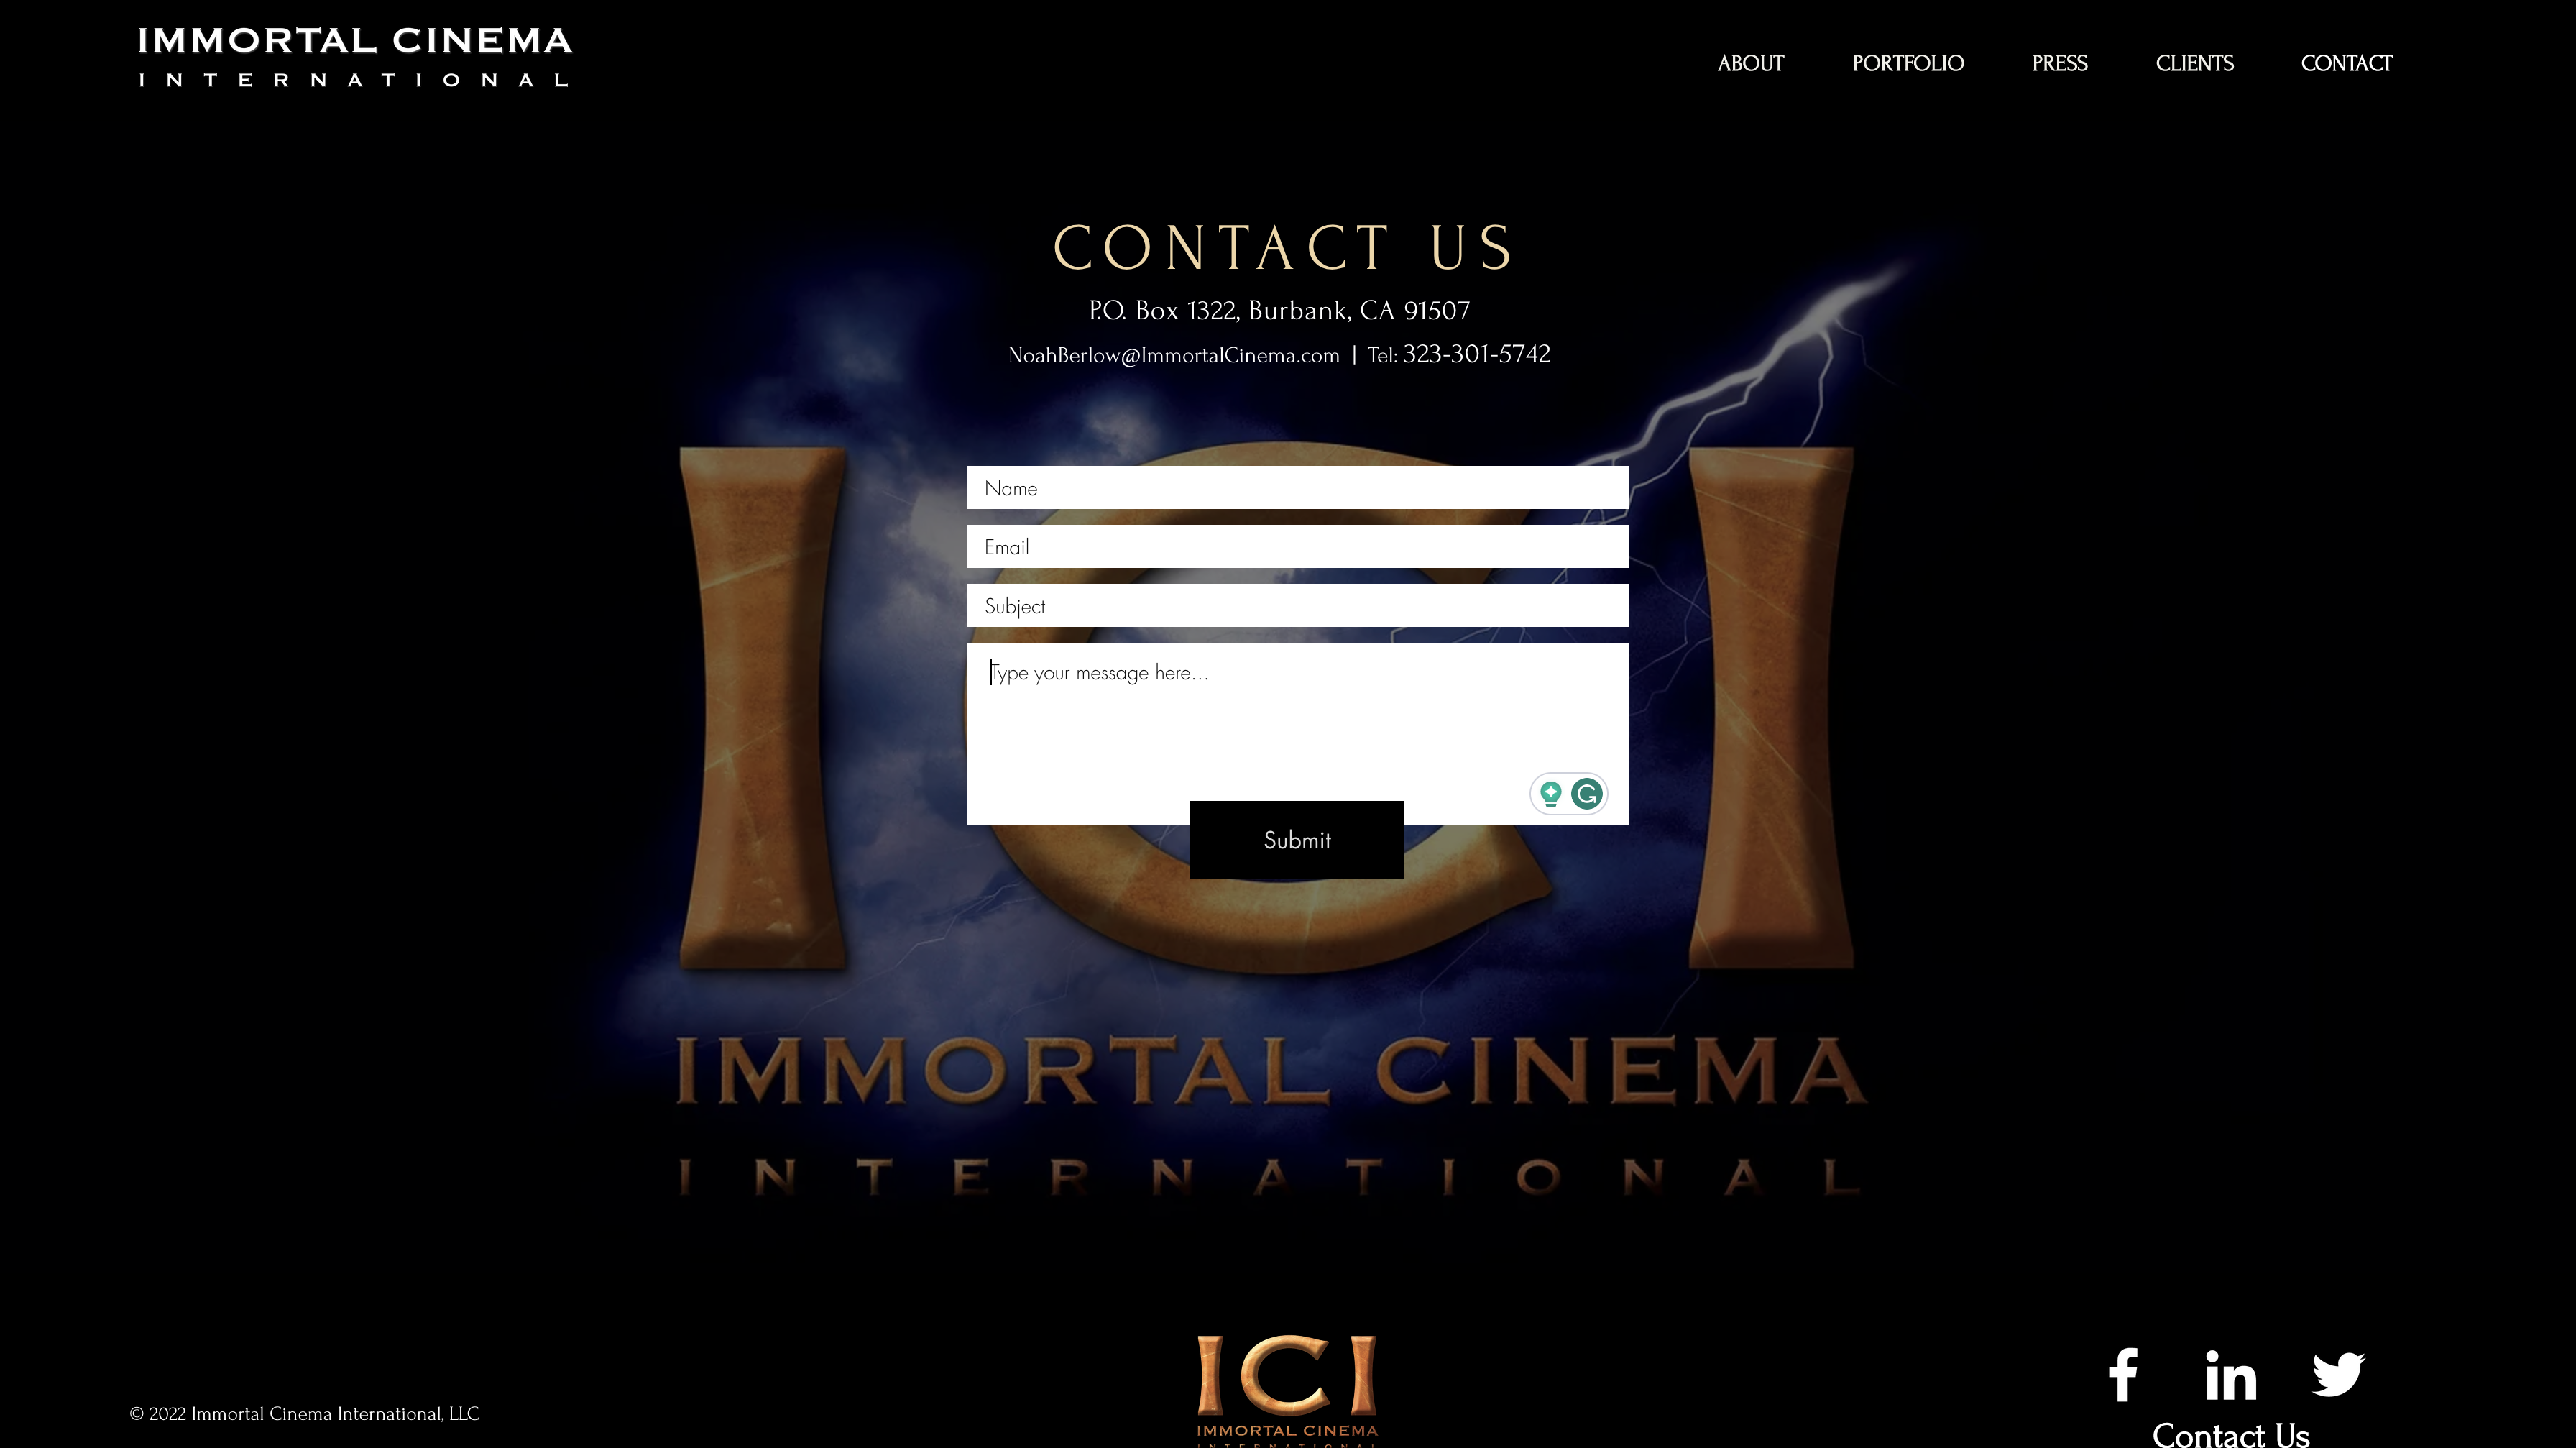 IMMORTAL CINEMA
INTERNATIONAL
ABOUT PORTFOLIO PRESS CLIENTS CONTACT
CONTACT US
P.O. Box 1322, Burbank, CA 91507
NoahBerlow@ImmortalCinema.com | Tel: 323-301-5742
ICI
Name
Email
Subject
Type your message here...
Submit
IMMORTAL CINEMA
INTERNATIONAL
ICI
IMMORTAL CINEMA
INTERNATIONAL
© 2022 Immortal Cinema International, LLC
Contact Us